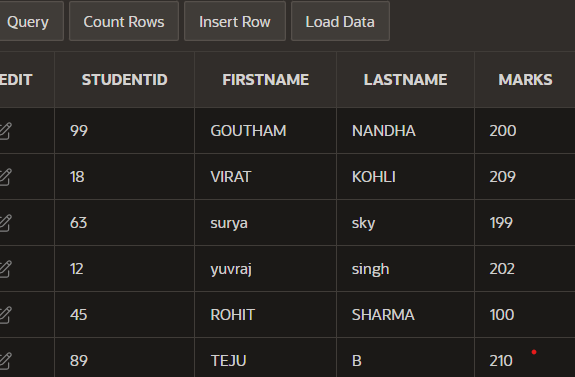 Query Count Rows Insert Row Load Data
EDIT STUDENTID FIRSTNAME LASTNAME MARKS
99 GOUTHAM NANDHA 200
18 VIRAT KOHLI 209
63 surya sky 199
12 yuvraj singh 202
45 ROHIT SHARMA 100
89 TEJU B 210